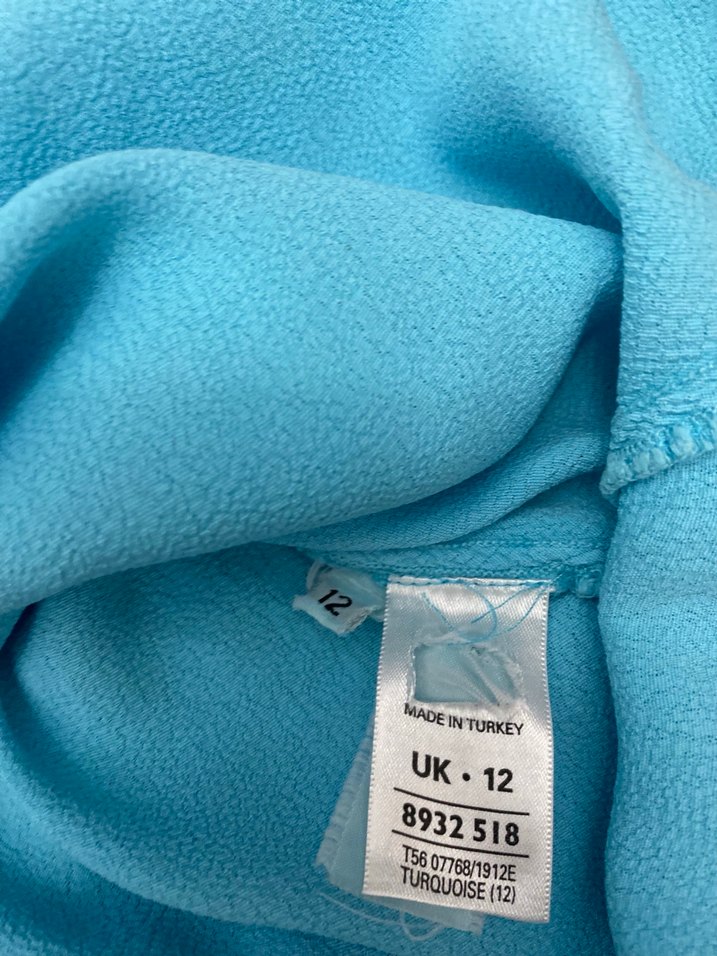 12
MADE IN TURKEY
UK • 12
8932 518
T56 07768/1912E
TURQUOISE (12)